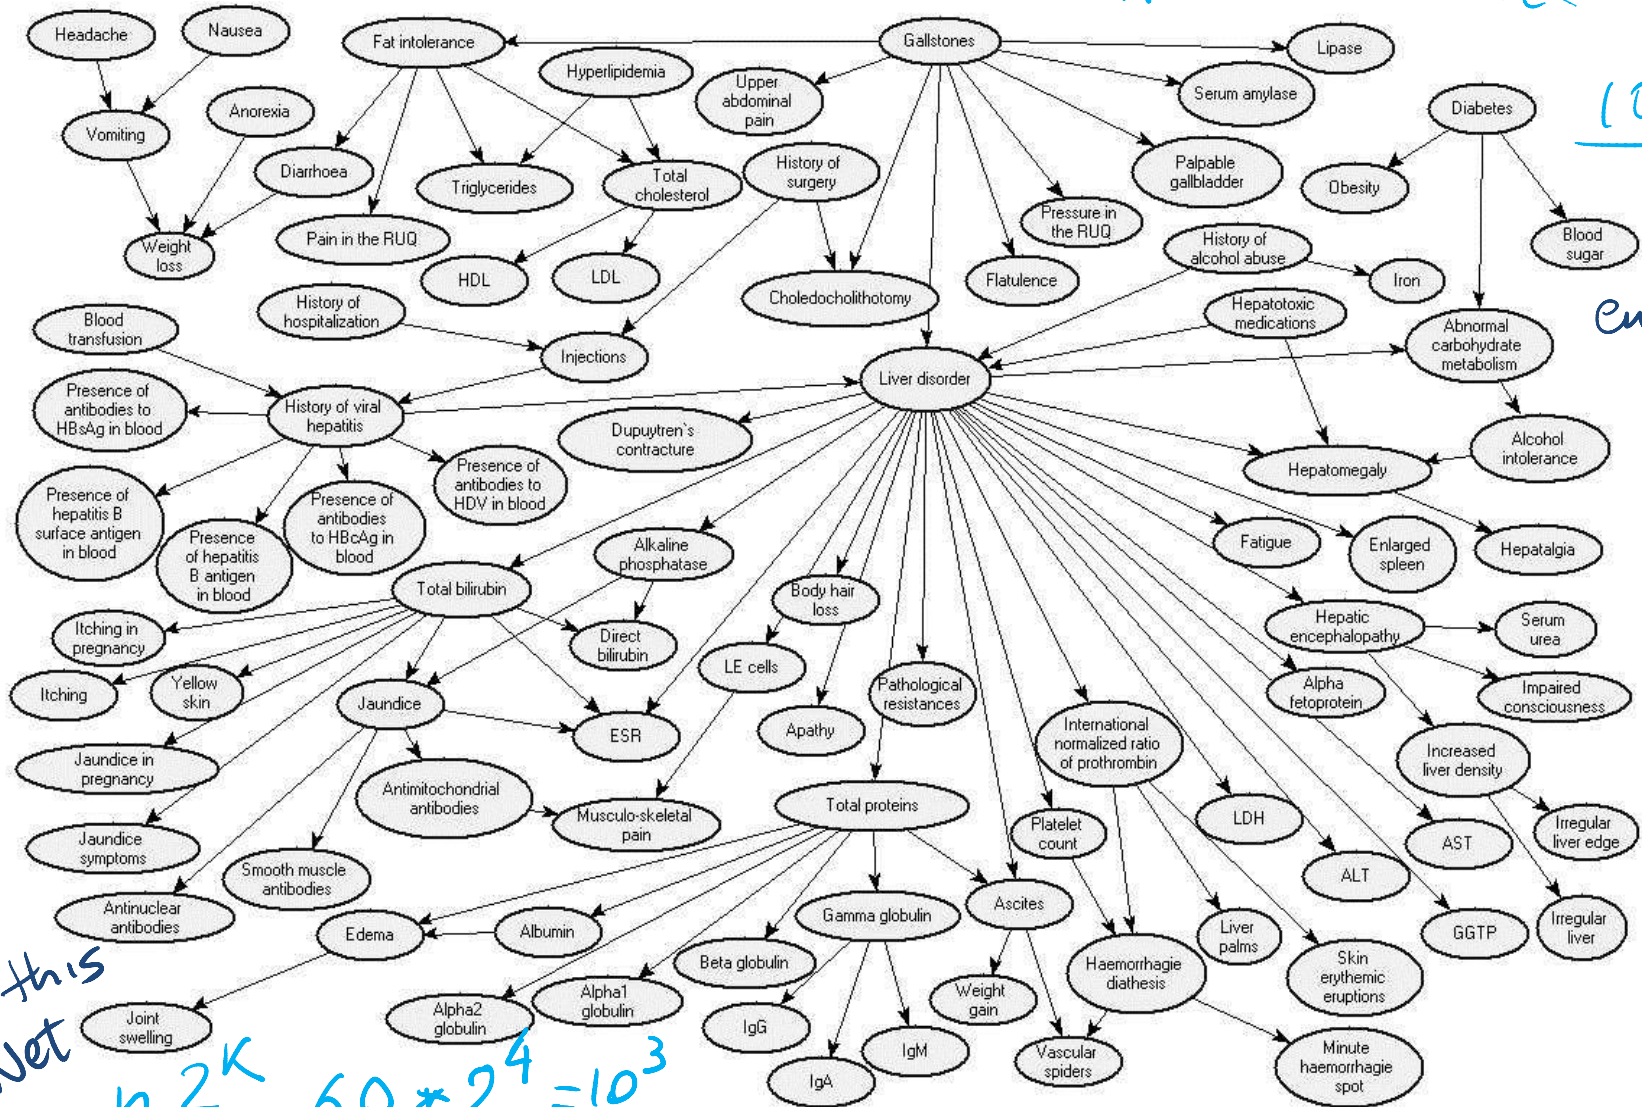 Headache
Nausea
Fat intolerance
Gallstones
Lipase
Hyperlipidemia
Upper
abdominal
pain
Serum amylase
Anorexia
Diabetes
Vomiting
Diarrhoea
Triglycerides
Total
cholesterol
History of
surgery
Palpable
gallbladder
Obesity
Pressure in
the RUQ
Pain in the RUQ
Weight
loss
HDL
LDL
Choledocholithotomy
Flatulence
History of
alcohol abuse
Iron
Blood
sugar
History of
hospitalization
Hepatotoxic
medications
Blood
transfusion
Injections
Abnormal
carbohydrate
metabolism
Liver disorder
Presence of
antibodies to
HBsAg in blood
History of viral
hepatitis
Dupuytren`s
contracture
Alcohol
intolerance
Hepatomegaly
Presence of
antibodies to
HDV in blood
Presence of
hepatitis B
surface antigen
in blood
Presence
of hepatitis
B antigen
in blood
Presence of
antibodies
to HBcAg in
blood
Alkaline
phosphatase
Fatigue
Enlarged
spleen
Hepatalgia
Total bilirubin
Body hair
loss
Hepatic
encephalopathy
Serum
urea
Itching in
pregnancy
Direct
bilirubin
LE cells
Itching
Yellow
skin
Jaundice
Pathological
resistances
Alpha
fetoprotein
Impaired
consciousness
ESR
Apathy
International
normalized ratio
of prothrombin
Increased
liver density
Jaundice in
pregnancy
Antimitochondrial
antibodies
Total proteins
Musculo-skeletal
pain
Platelet
count
LDH
AST
Irregular
liver edge
Jaundice
symptoms
Smooth muscle
antibodies
ALT
Antinuclear
antibodies
Edema
Albumin
Gamma globulin
Ascites
Liver
palms
GGTP
Irregular
liver
Beta globulin
Haemorrhagie
diathesis
Skin
erythemic
eruptions
Joint
swelling
Alpha2
globulin
Alpha1
globulin
IgG
Weight
gain
IgM
IgA
Vascular
spiders
Minute
haemorrhagie
spot
this
Net
n2^K 60 * 2^4 = 10^3